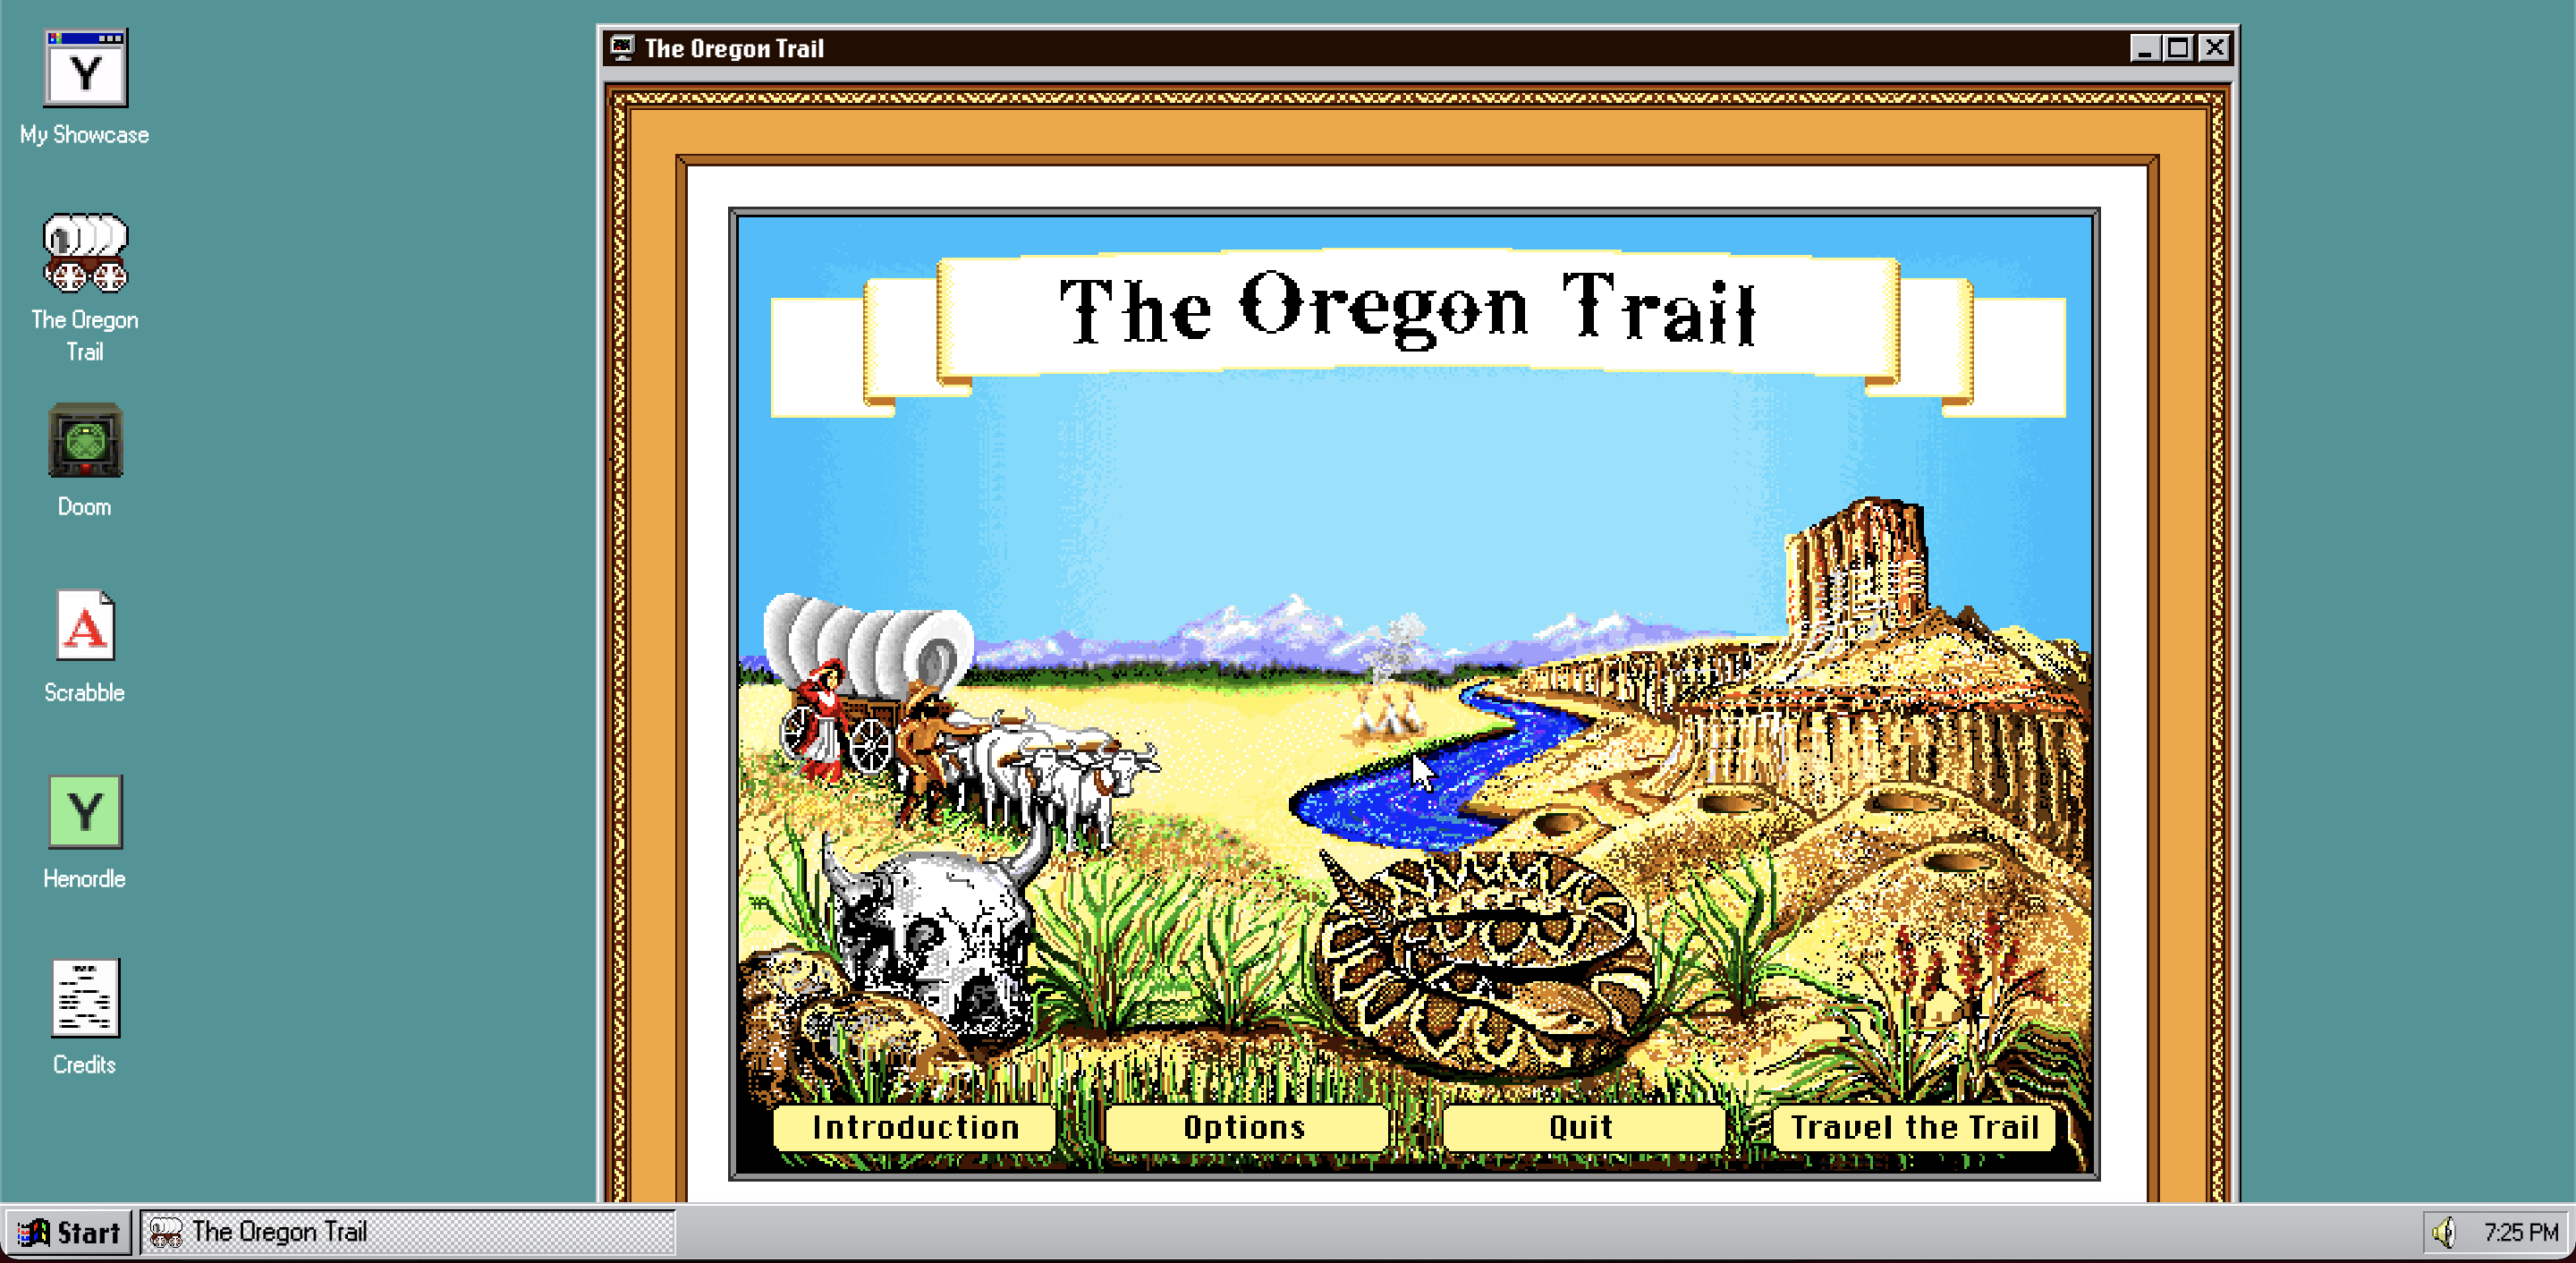 Y
My Showcase
The Oregon
Trail
Doom
A
Scrabble
Y
Henordle
Credits
The Oregon Trail
The Oregon Trail
Introduction
Options
Quit
Travel the Trail
Start
The Oregon Trail
7:25 PM